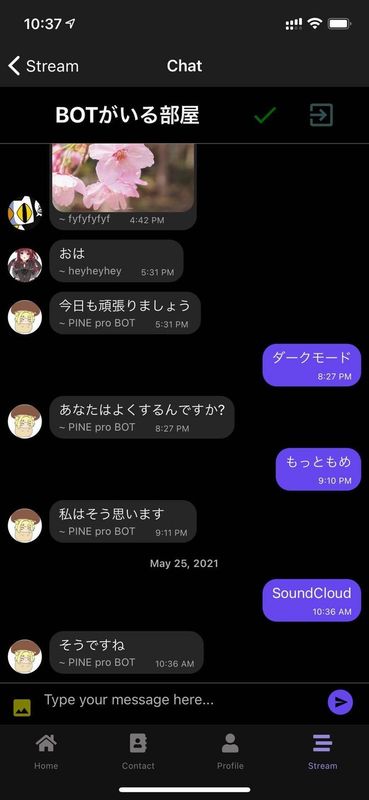 10:37
Stream
Chat
BOTがいる部屋
~ fyfyfyfyf 4:42 PM
おは
~ heyheyhey 5:31 PM
今日も頑張りましょう
~ PINE pro BOT 5:31 PM
ダークモード
8:27 PM
あなたはよくするんですか?
~ PINE pro BOT 8:27 PM
もっともめ
9:10 PM
私はそう思います
~ PINE pro BOT 9:11 PM
May 25, 2021
SoundCloud
10:36 AM
そうですね
~ PINE pro BOT 10:36 AM
Type your message here...
Home Contact Profile Stream